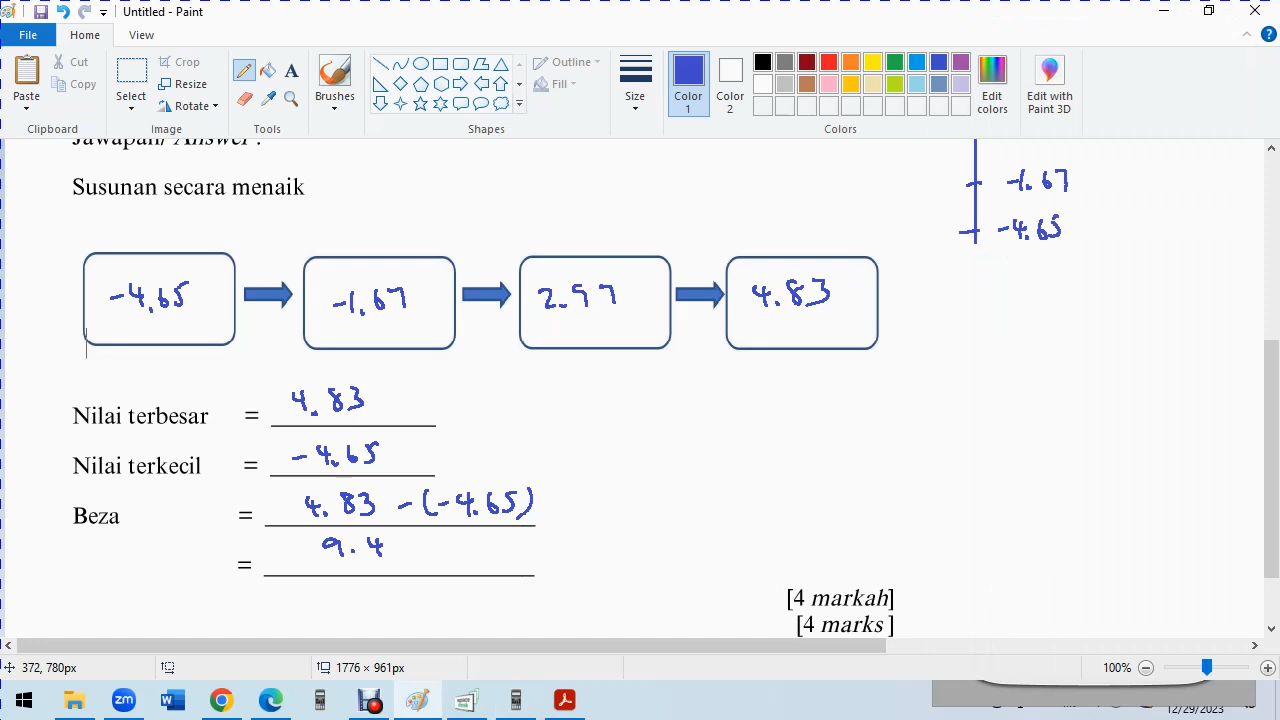 Untitled - Paint
File Home View
Paste
Cut
Copy
Clipboard
Select
Crop
Resize
Rotate
Image
Tools
Brushes
Shapes
Outline
Fill
Size
Color 1
Color 2
Colors
Edit colors
Edit with Paint 3D
Jawapan/ Answer :
Susunan secara menaik
-1.67
-4.65
-4.65 -1.67 2.97 4.83
Nilai terbesar = 4.83
Nilai terkecil = -4.65
Beza = 4.83 -(-4.65)
= 9.4
[4 markah]
[4 marks ]
372, 780px
1776 × 961px
100%
zm
12/29/2023